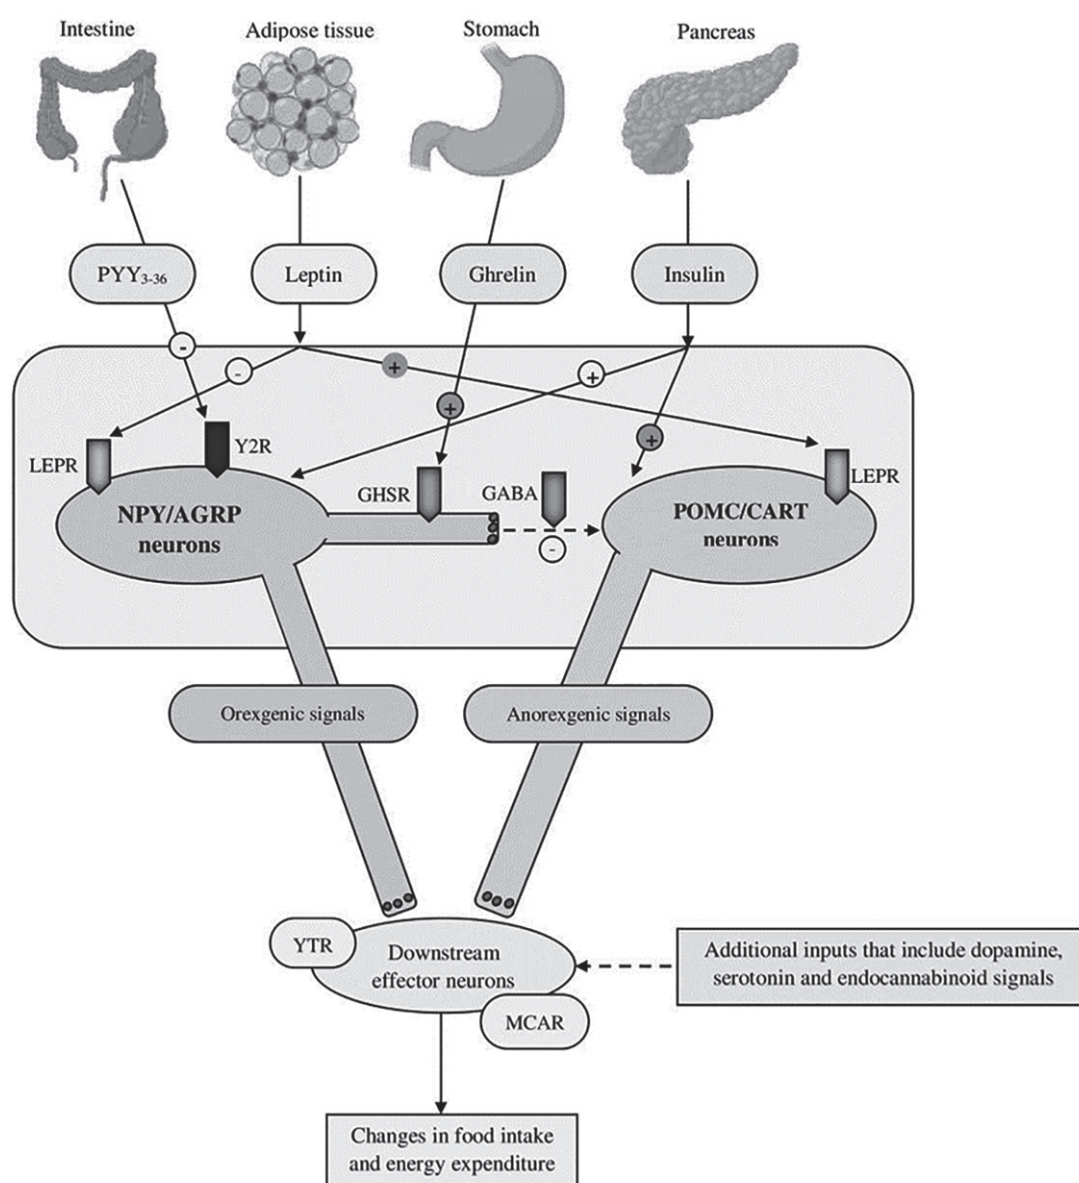 Intestine
Adipose tissue
Stomach
Pancreas
PYY3-36
Leptin
Ghrelin
Insulin
-
-
+
+
+
+
LEPR
Y2R
GHSR
GABA
LEPR
NPY/AGRP
neurons
POMC/CART
neurons
-
Orexgenic signals
Anorexgenic signals
YTR
Downstream
effector neurons
MCAR
Additional inputs that include dopamine,
serotonin and endocannabinoid signals
Changes in food intake
and energy expenditure